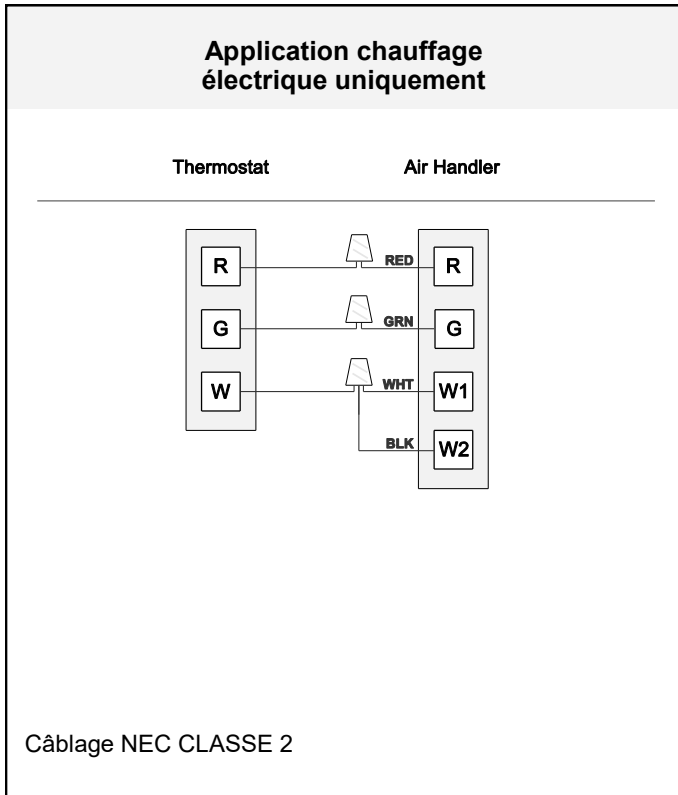 Application chauffage
électrique uniquement
Thermostat Air Handler
R RED R
G GRN G
W WHT W1
BLK W2
Câblage NEC CLASSE 2